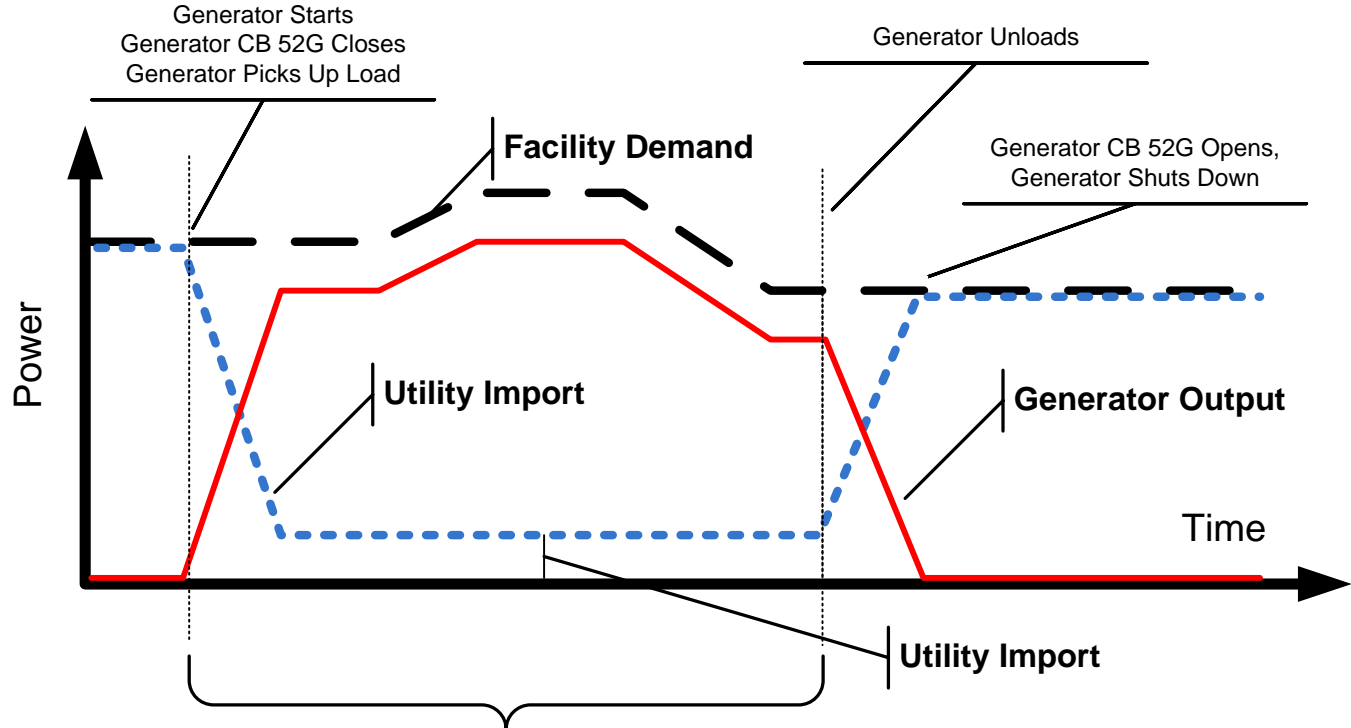 Generator Starts
Generator CB 52G Closes
Generator Picks Up Load
Generator Unloads
Facility Demand
Generator CB 52G Opens,
Generator Shuts Down
Power
Utility Import
Generator Output
Time
Utility Import